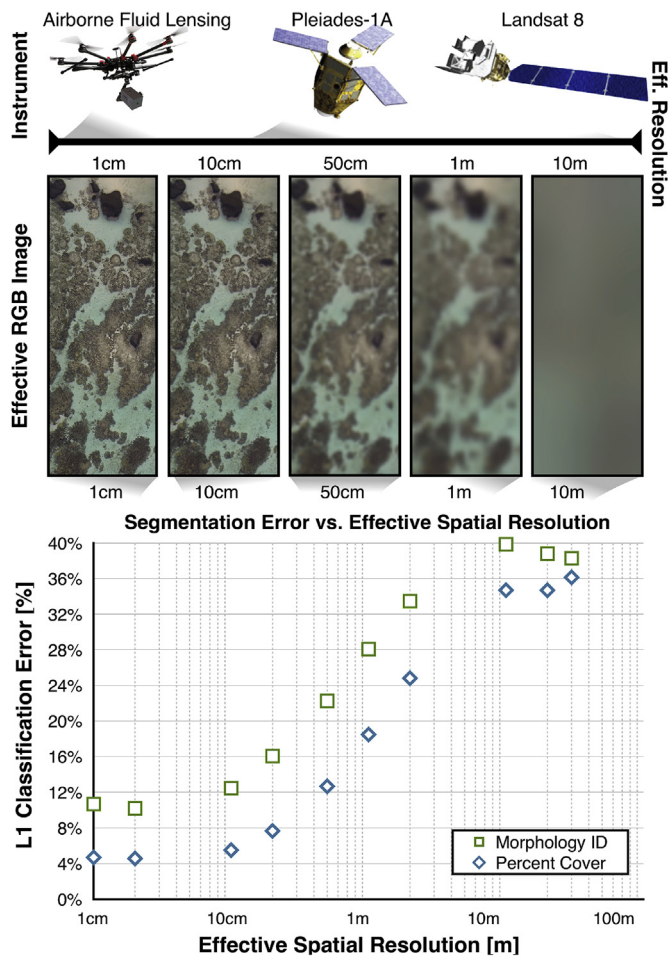 Airborne Fluid Lensing
Pleiades-1A
Landsat 8
Instrument
Eff. Resolution
1cm
10cm
50cm
1m
10m
Effective RGB Image
1cm
10cm
50cm
1m
10m
Segmentation Error vs. Effective Spatial Resolution
L1 Classification Error [%]
40%
36%
32%
28%
24%
20%
16%
12%
8%
4%
0%
Morphology ID
Percent Cover
1cm
10cm
1m
10m
100m
Effective Spatial Resolution [m]